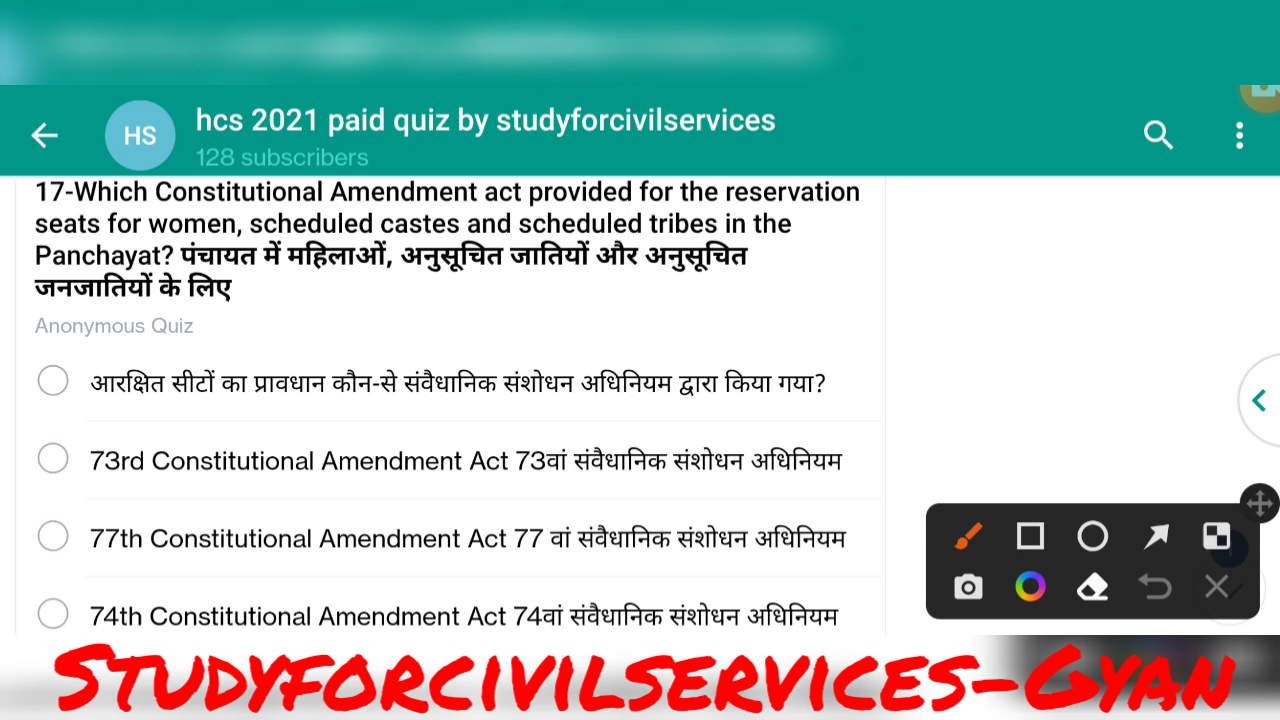 HS
hcs 2021 paid quiz by studyforcivilservices
128 subscribers
17-Which Constitutional Amendment act provided for the reservation
seats for women, scheduled castes and scheduled tribes in the
Panchayat? पंचायत में महिलाओं, अनुसूचित जातियों और अनुसूचित
जनजातियों के लिए
Anonymous Quiz
आरक्षित सीटों का प्रावधान कौन-से संवैधानिक संशोधन अधिनियम द्वारा किया गया?
73rd Constitutional Amendment Act 73वां संवैधानिक संशोधन अधिनियम
77th Constitutional Amendment Act 77 वां संवैधानिक संशोधन अधिनियम
74th Constitutional Amendment Act 74वां संवैधानिक संशोधन अधिनियम
STUDYFORCIVILSERVICES-GYAN